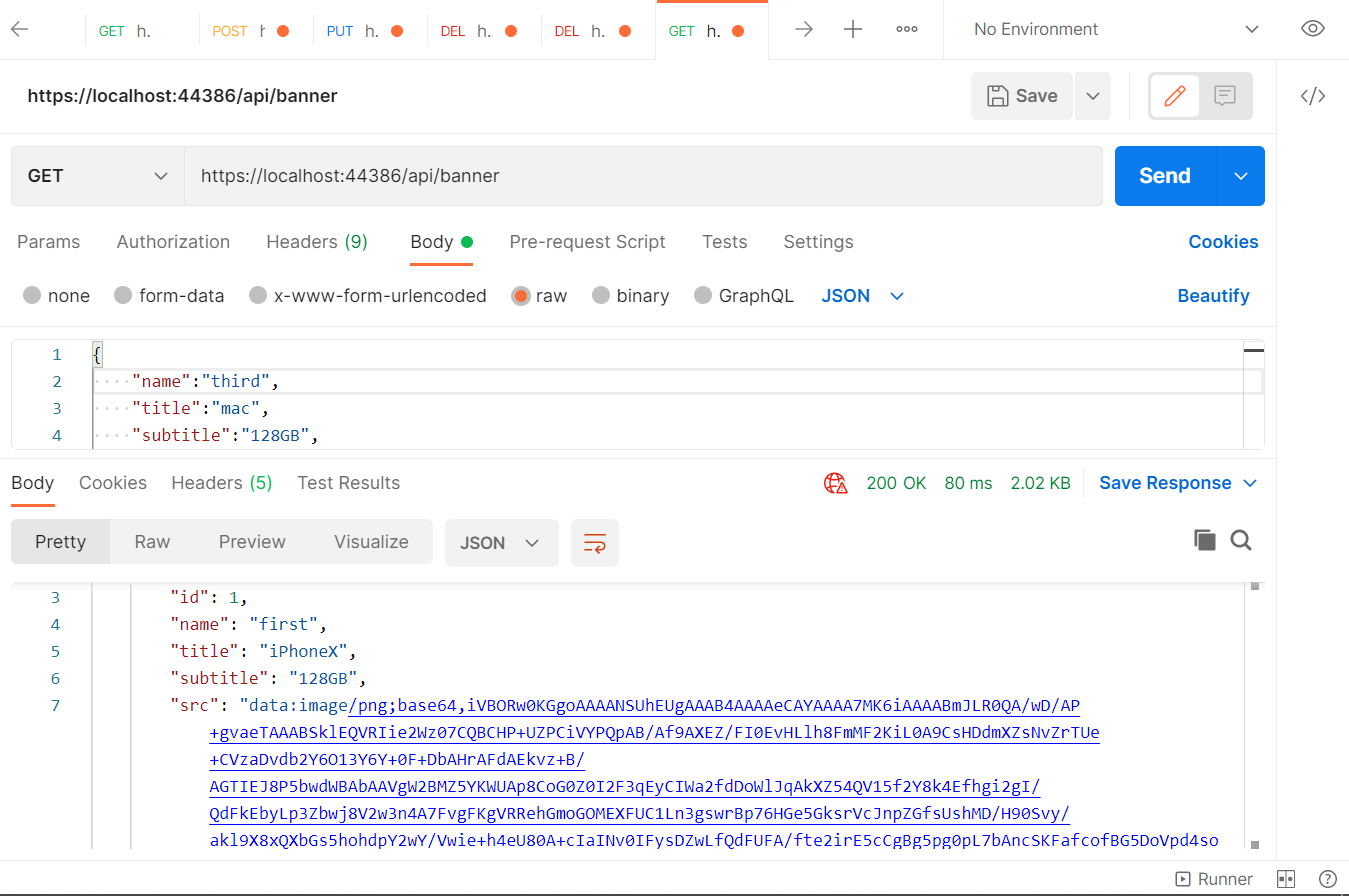 GET h. POST h PUT h. DEL h. DEL h. GET h. No Environment
https://localhost:44386/api/banner Save
GET https://localhost:44386/api/banner Send
Params Authorization Headers (9) Body Pre-request Script Tests Settings Cookies
none form-data x-www-form-urlencoded raw binary GraphQL JSON Beautify
1 {
2 ····"name":"third",
3 ····"title":"mac",
4 ····"subtitle":"128GB",
Body Cookies Headers (5) Test Results 200 OK 80 ms 2.02 KB Save Response
Pretty Raw Preview Visualize JSON
3 "id": 1,
4 "name": "first",
5 "title": "iPhoneX",
6 "subtitle": "128GB",
7 "src": "data:image/png;base64,iVBORw0KGgoAAAANSUhEUgAAAB4AAAAeCAYAAAA7MK6iAAAABmJLR0QA/wD/AP
+gvaeTAAABSklEQVRIie2Wz07CQBCHP+UZPCiVYPQpAB/Af9AXEZ/FI0EvHLlh8FmMF2KiL0A9CsHDdmXZsNvZrTUe
+CVzaDvdb2Y6O13Y6Y+0F+DbAHrAFdAEkvz+B/
AGTIEJ8P5bwdWBAbAAVgW2BMZ5YKWUAp8CoG0Z0I2F3qEyCIWa2fdDoWlJqAkXZ54QV15f2Y8k4Efhgi2gI/
QdFkEbyLp3Zbwj8V2w3n4A7FvgFKgVRRehGmoGOMEXFUC1Ln3gswrBp76HGe5GksrVcJnpZGfsUshMD/H90Svy/
akl9X8xQXbGs5hohdpY2wY/Vwie+h4eU80A+cIaINv0IFysDZwLfQdFUFA/fte2irE5cCgBg5pg0pL7bAncSKFafcofBG5DoVpd4so
Runner